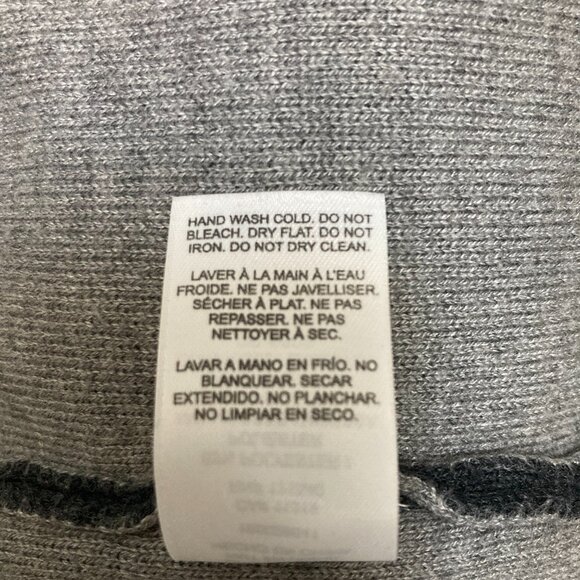 HAND WASH COLD. DO NOT
BLEACH. DRY FLAT. DO NOT
IRON. DO NOT DRY CLEAN.
LAVER À LA MAIN À L'EAU
FROIDE. NE PAS JAVELLISER.
SÉCHER À PLAT. NE PAS
REPASSER. NE PAS
NETTOYER À SEC.
LAVAR A MANO EN FRÍO. NO
BLANQUEAR. SECAR
EXTENDIDO. NO PLANCHAR.
NO LIMPIAR EN SECO.